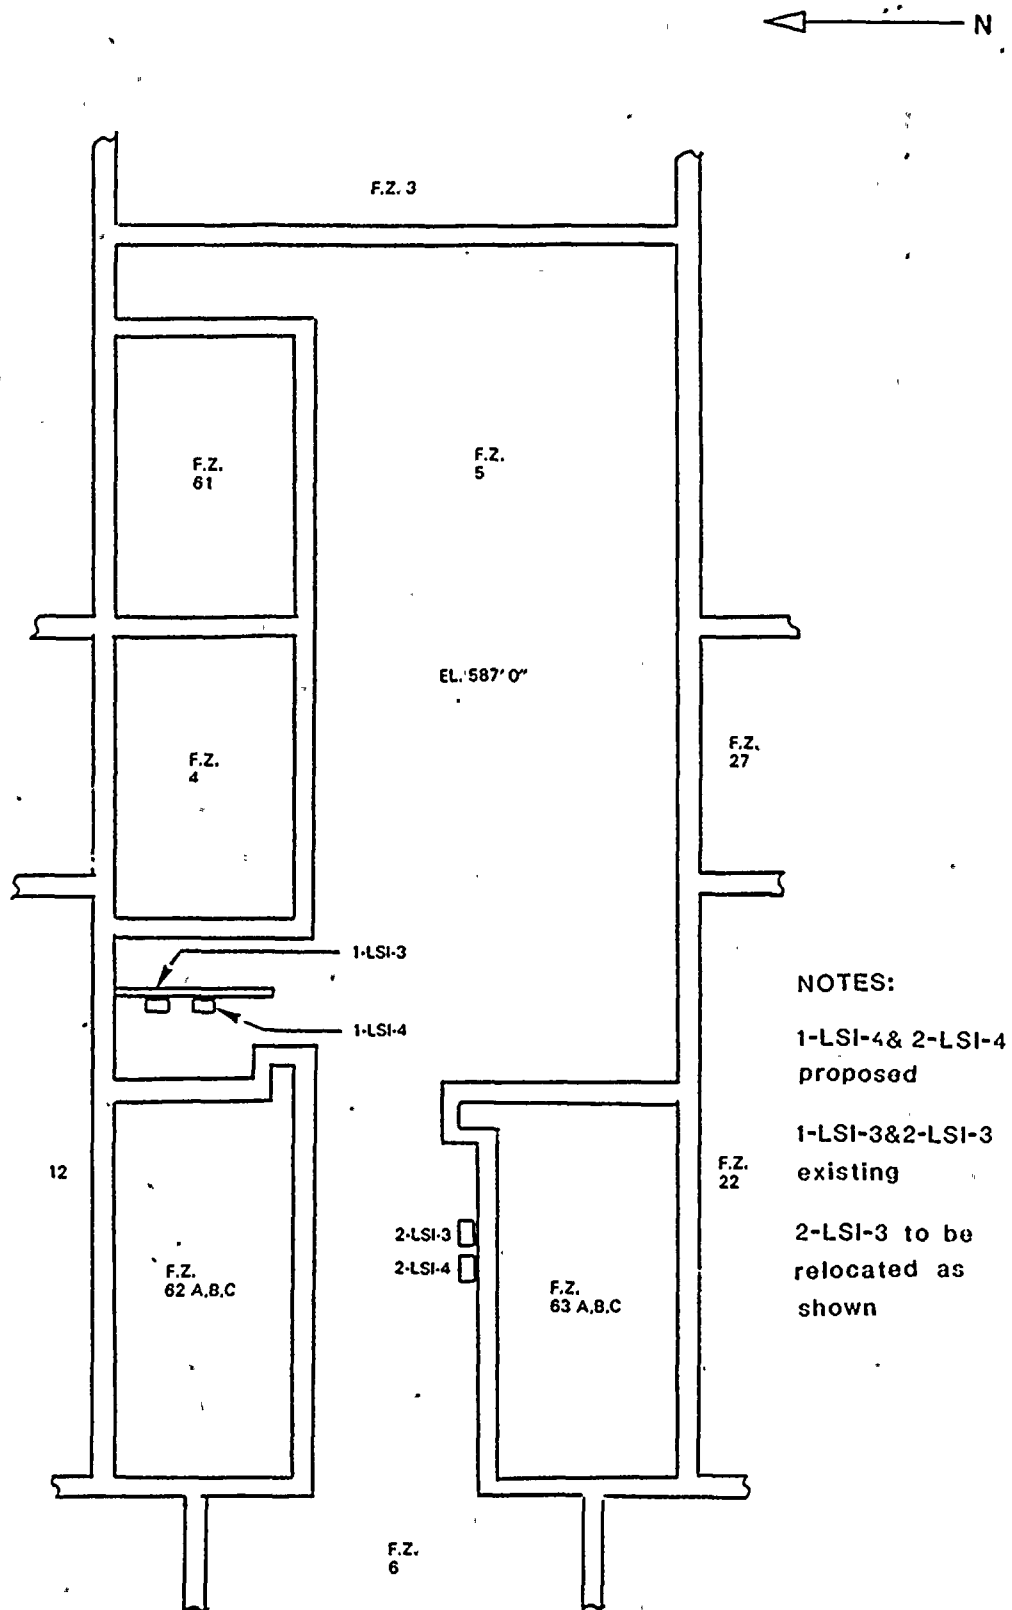 N
F.Z. 3
F.Z.
61
F.Z.
5
EL. 587' 0"
F.Z.
4
F.Z.
27
1-LSI-3
1-LSI-4
NOTES:
1-LSI-4& 2-LSI-4
proposed
1-LSI-3&2-LSI-3
existing
2-LSI-3 to be
relocated as
shown
12
F.Z.
22
2-LSI-3
2-LSI-4
F.Z.
62 A,B,C
F.Z.
63 A,B,C
F.Z.
6